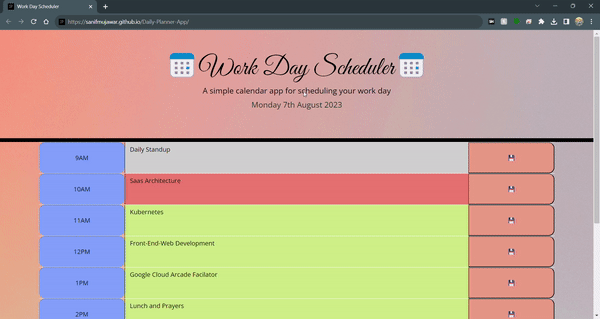 Work Day Scheduler
https://sanifmujawar.github.io/Daily-Planner-App/
Work Day Scheduler
A simple calendar app for scheduling your work day
Monday 7th August 2023
9AM Daily Standup
10AM Saas Architecture
11AM Kubernetes
12PM Front-End-Web Development
1PM Google Cloud Arcade Facilator
2PM Lunch and Prayers